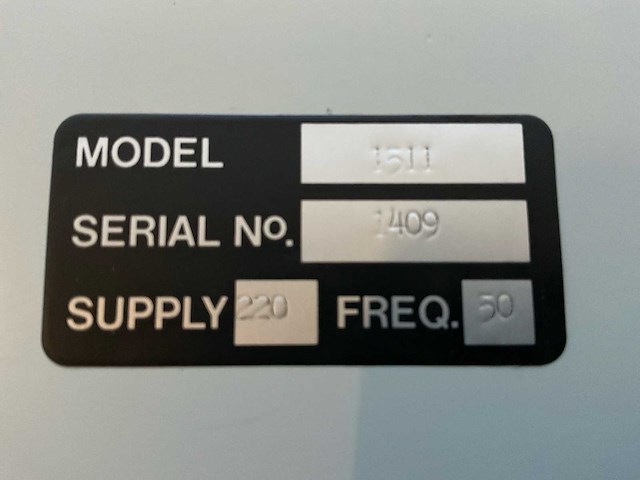 MODEL 1511
SERIAL No. 1409
SUPPLY 220 FREQ. 50